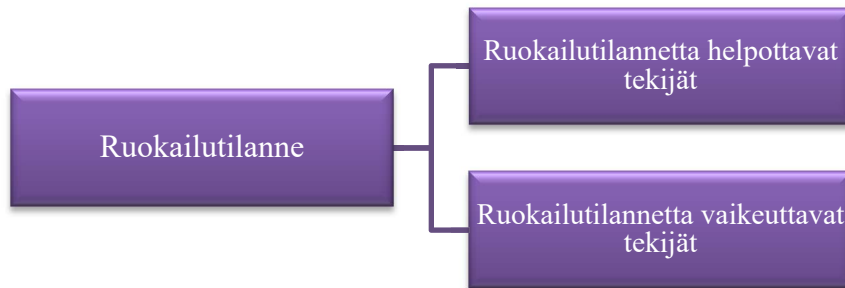 Ruokailutilannetta helpottavat
tekijät
Ruokailutilanne
Ruokailutilannetta vaikeuttavat
tekijät